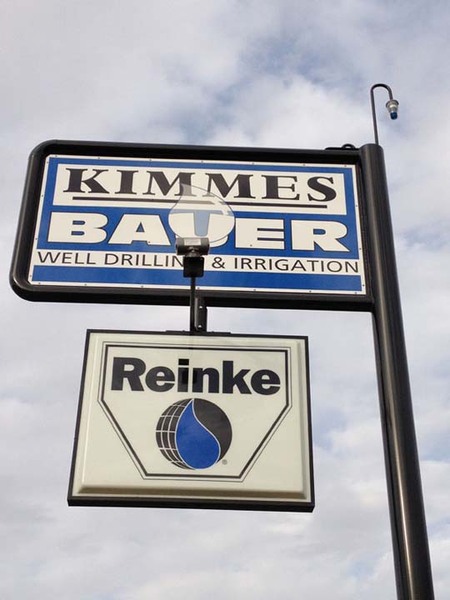 KIMMES
BAUER
WELL DRILLING & IRRIGATION
Reinke
®